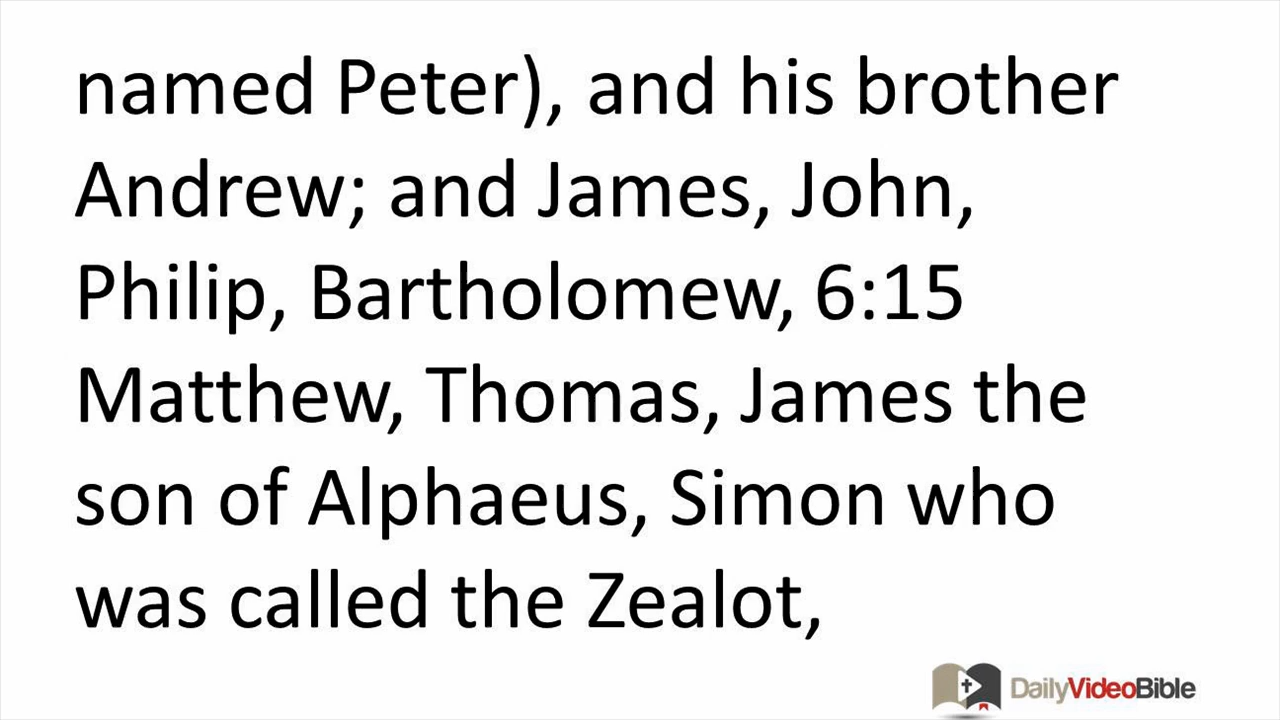 named Peter), and his brother
Andrew; and James, John,
Philip, Bartholomew, 6:15
Matthew, Thomas, James the
son of Alphaeus, Simon who
was called the Zealot,
DailyVideoBible